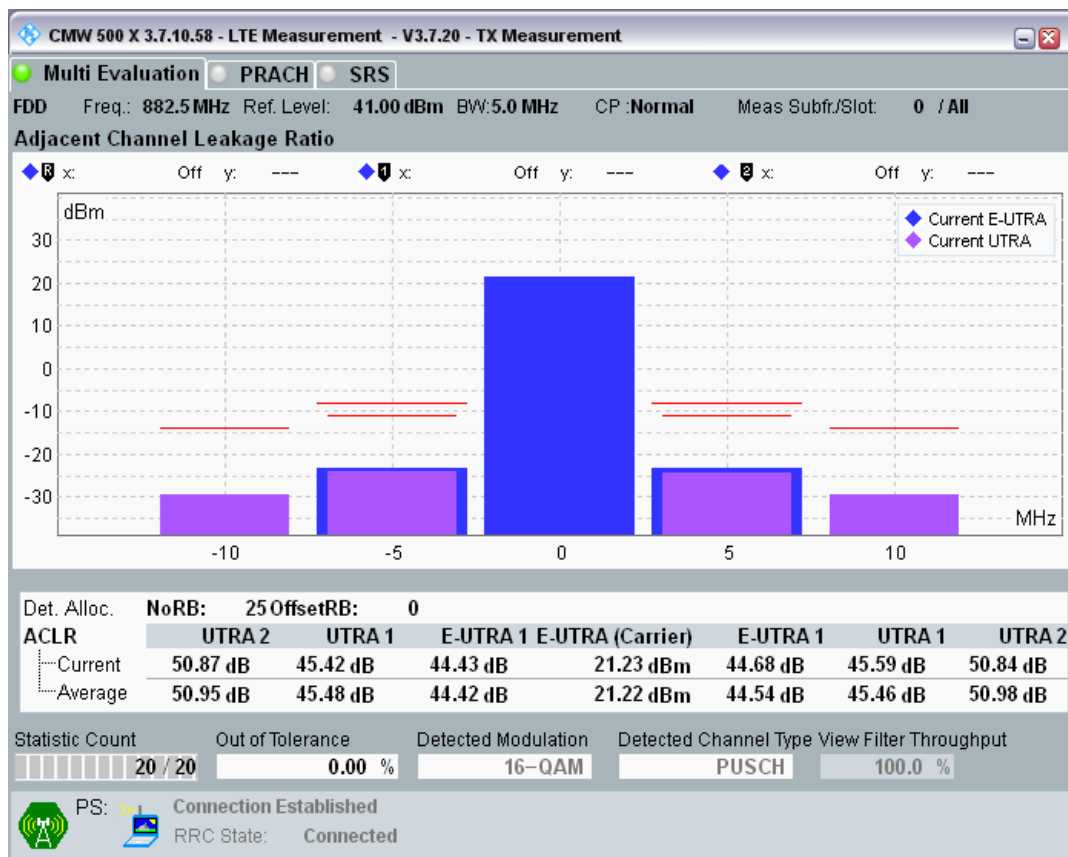 CMW 500 X 3.7.10.58 - LTE Measurement - V3.7.20 - TX Measurement
Multi Evaluation PRACH SRS
FDD Freq.: 882.5 MHz Ref. Level: 41.00 dBm BW:5.0 MHz CP :Normal Meas Subfr./Slot: 0 / All
Adjacent Channel Leakage Ratio
R x: Off y: --- 1 x: Off y: --- 2 x: Off y: ---
dBm
Current E-UTRA
Current UTRA
30
20
10
0
-10
-20
-30
MHz
-10 -5 0 5 10
Det. Alloc. NoRB: 25 OffsetRB: 0
ACLR UTRA 2 UTRA 1 E-UTRA 1 E-UTRA (Carrier) E-UTRA 1 UTRA 1 UTRA 2
Current 50.87 dB 45.42 dB 44.43 dB 21.23 dBm 44.68 dB 45.59 dB 50.84 dB
Average 50.95 dB 45.48 dB 44.42 dB 21.22 dBm 44.54 dB 45.46 dB 50.98 dB
Statistic Count Out of Tolerance Detected Modulation Detected Channel Type View Filter Throughput
20 / 20 0.00 % 16-QAM PUSCH 100.0 %
PS: Connection Established
RRC State: Connected